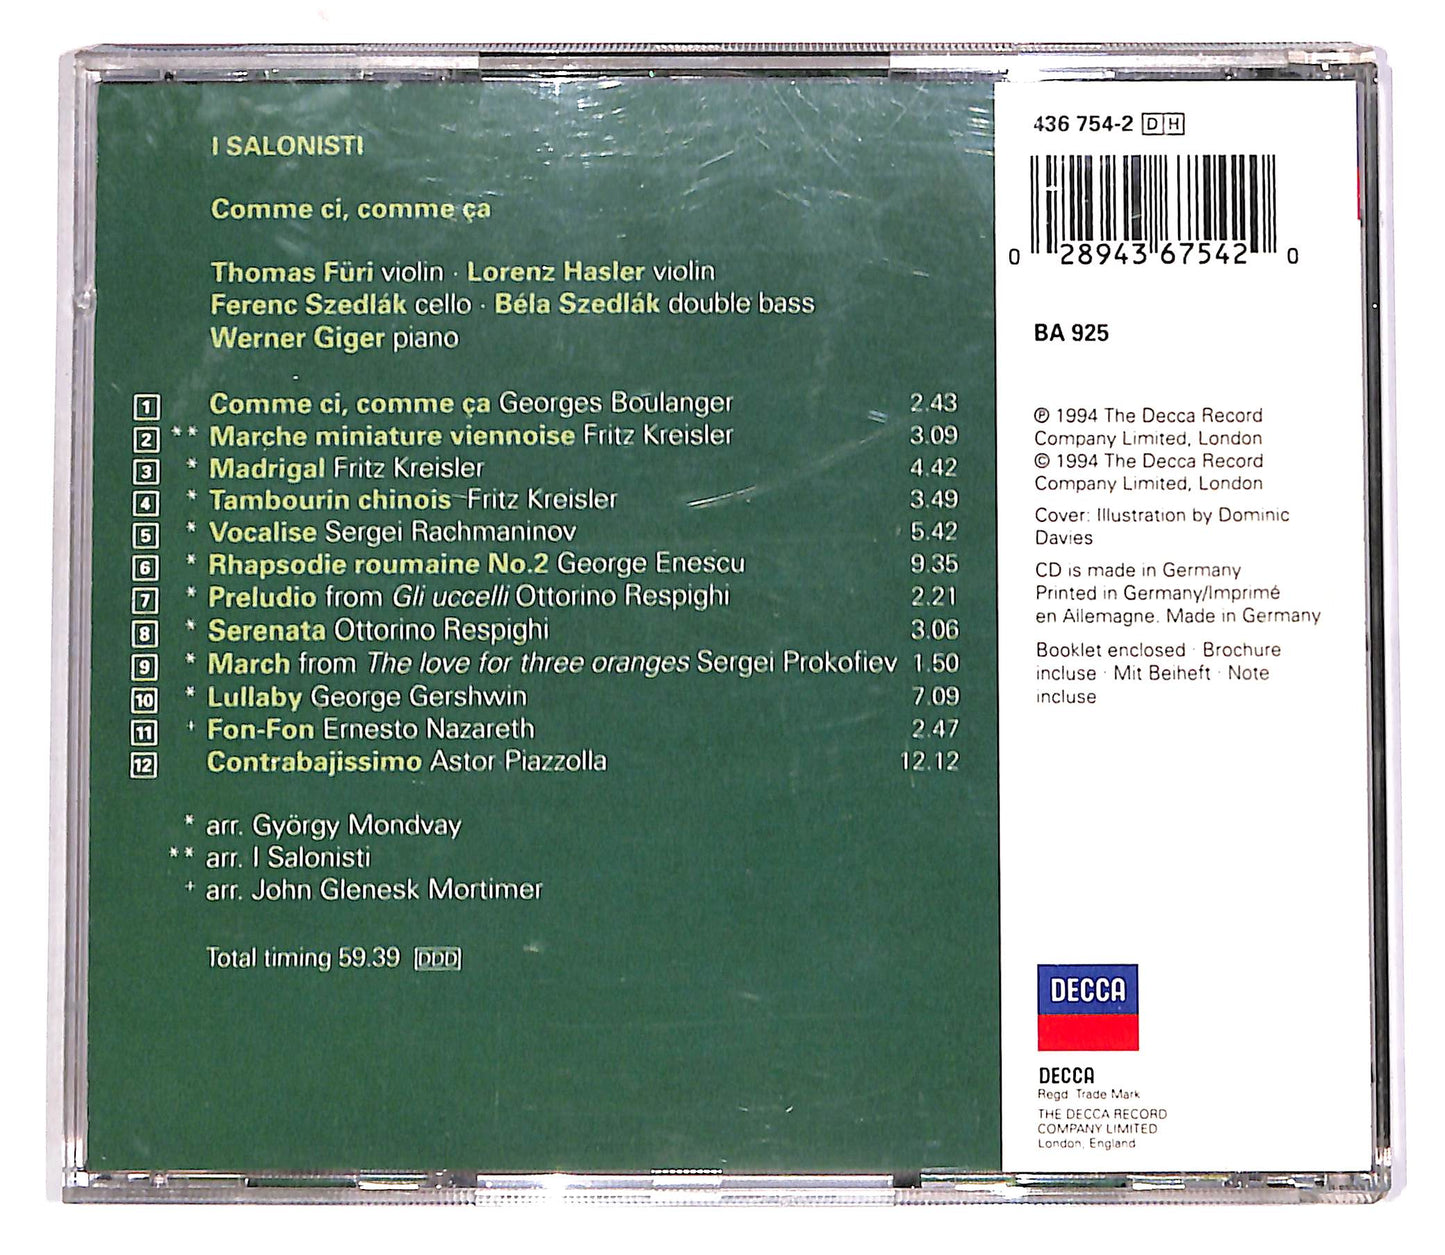 I SALONISTI
Comme ci, comme ça
Thomas Füri violin · Lorenz Hasler violin
Ferenc Szedlák cello · Béla Szedlák double bass
Werner Giger piano
1 Comme ci, comme ça Georges Boulanger 2.43
2 ** Marche miniature viennoise Fritz Kreisler 3.09
3 * Madrigal Fritz Kreisler 4.42
4 * Tambourin chinois Fritz Kreisler 3.49
5 * Vocalise Sergei Rachmaninov 5.42
6 * Rhapsodie roumaine No.2 George Enescu 9.35
7 * Preludio from Gli uccelli Ottorino Respighi 2.21
8 * Serenata Ottorino Respighi 3.06
9 * March from The love for three oranges Sergei Prokofiev 1.50
10 * Lullaby George Gershwin 7.09
11 + Fon-Fon Ernesto Nazareth 2.47
12 Contrabajissimo Astor Piazzolla 12.12
* arr. György Mondvay
** arr. I Salonisti
+ arr. John Glenesk Mortimer
Total timing 59.39 DDD
436 754-2 DH
0 28943 67542 0
BA 925
℗ 1994 The Decca Record
Company Limited, London
© 1994 The Decca Record
Company Limited, London
Cover: Illustration by Dominic
Davies
CD is made in Germany
Printed in Germany/Imprimé
en Allemagne. Made in Germany
Booklet enclosed · Brochure
incluse · Mit Beiheft · Note
incluse
DECCA
DECCA
Regd. Trade Mark
THE DECCA RECORD
COMPANY LIMITED
London, England